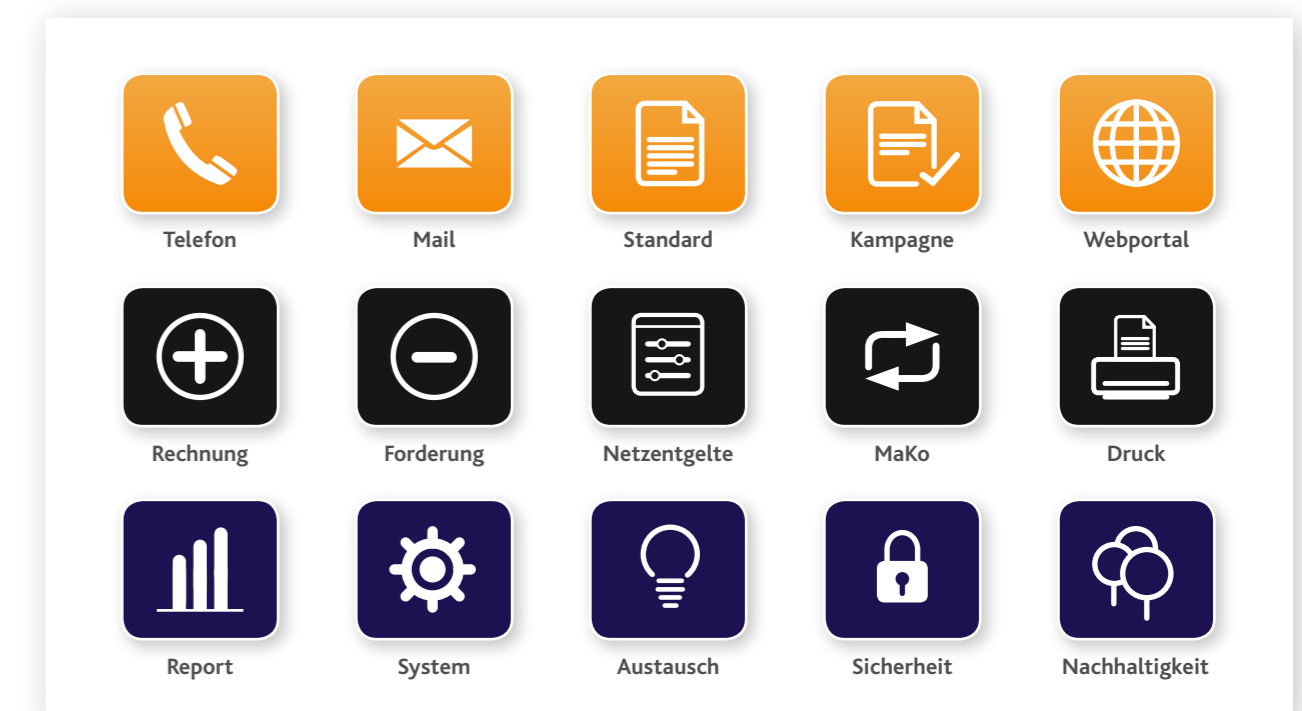 Telefon
Mail
Standard
Kampagne
Webportal
Rechnung
Forderung
Netzentgelte
MaKo
Druck
Report
System
Austausch
Sicherheit
Nachhaltigkeit